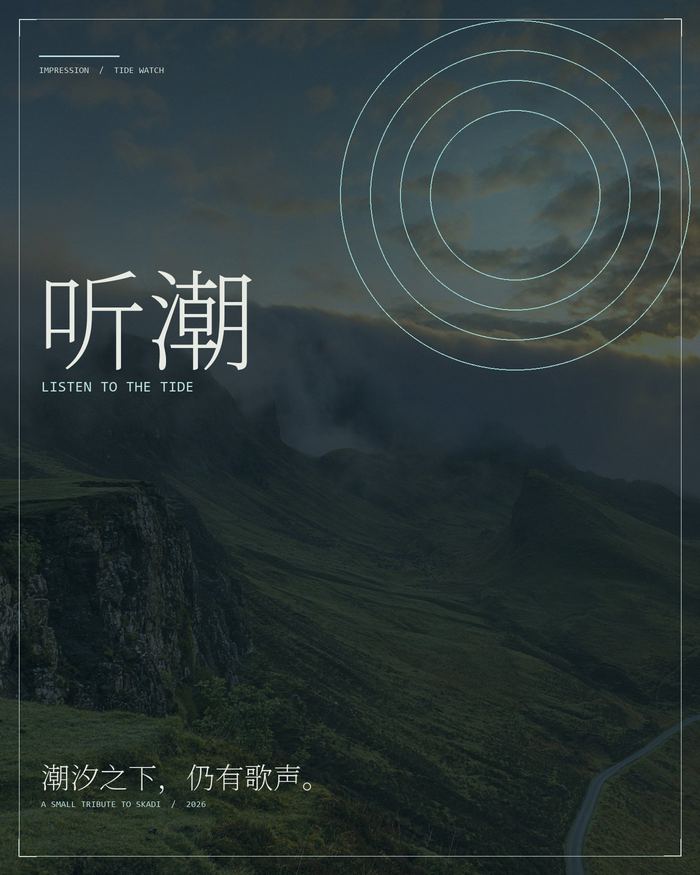 IMPRESSION / TIDE WATCH
听潮
LISTEN TO THE TIDE
潮汐之下，仍有歌声。
A SMALL TRIBUTE TO SKADI / 2026